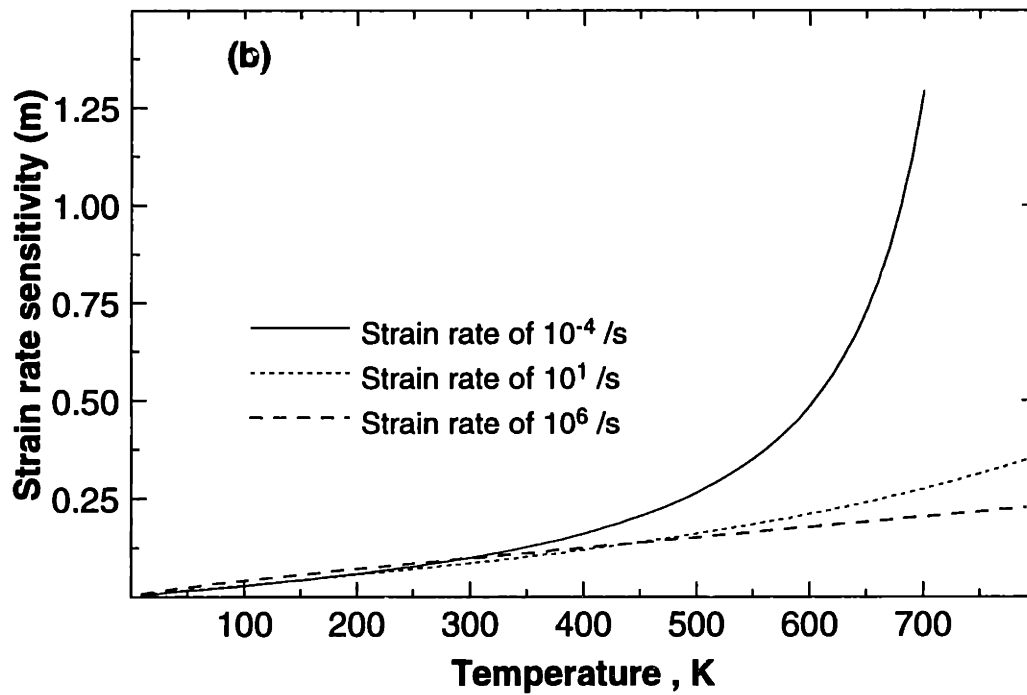 (b)
Strain rate sensitivity (m)
1.25
1.00
0.75
0.50
0.25
Strain rate of 10⁻⁴ /s
Strain rate of 10¹ /s
Strain rate of 10⁶ /s
100 200 300 400 500 600 700
Temperature , K